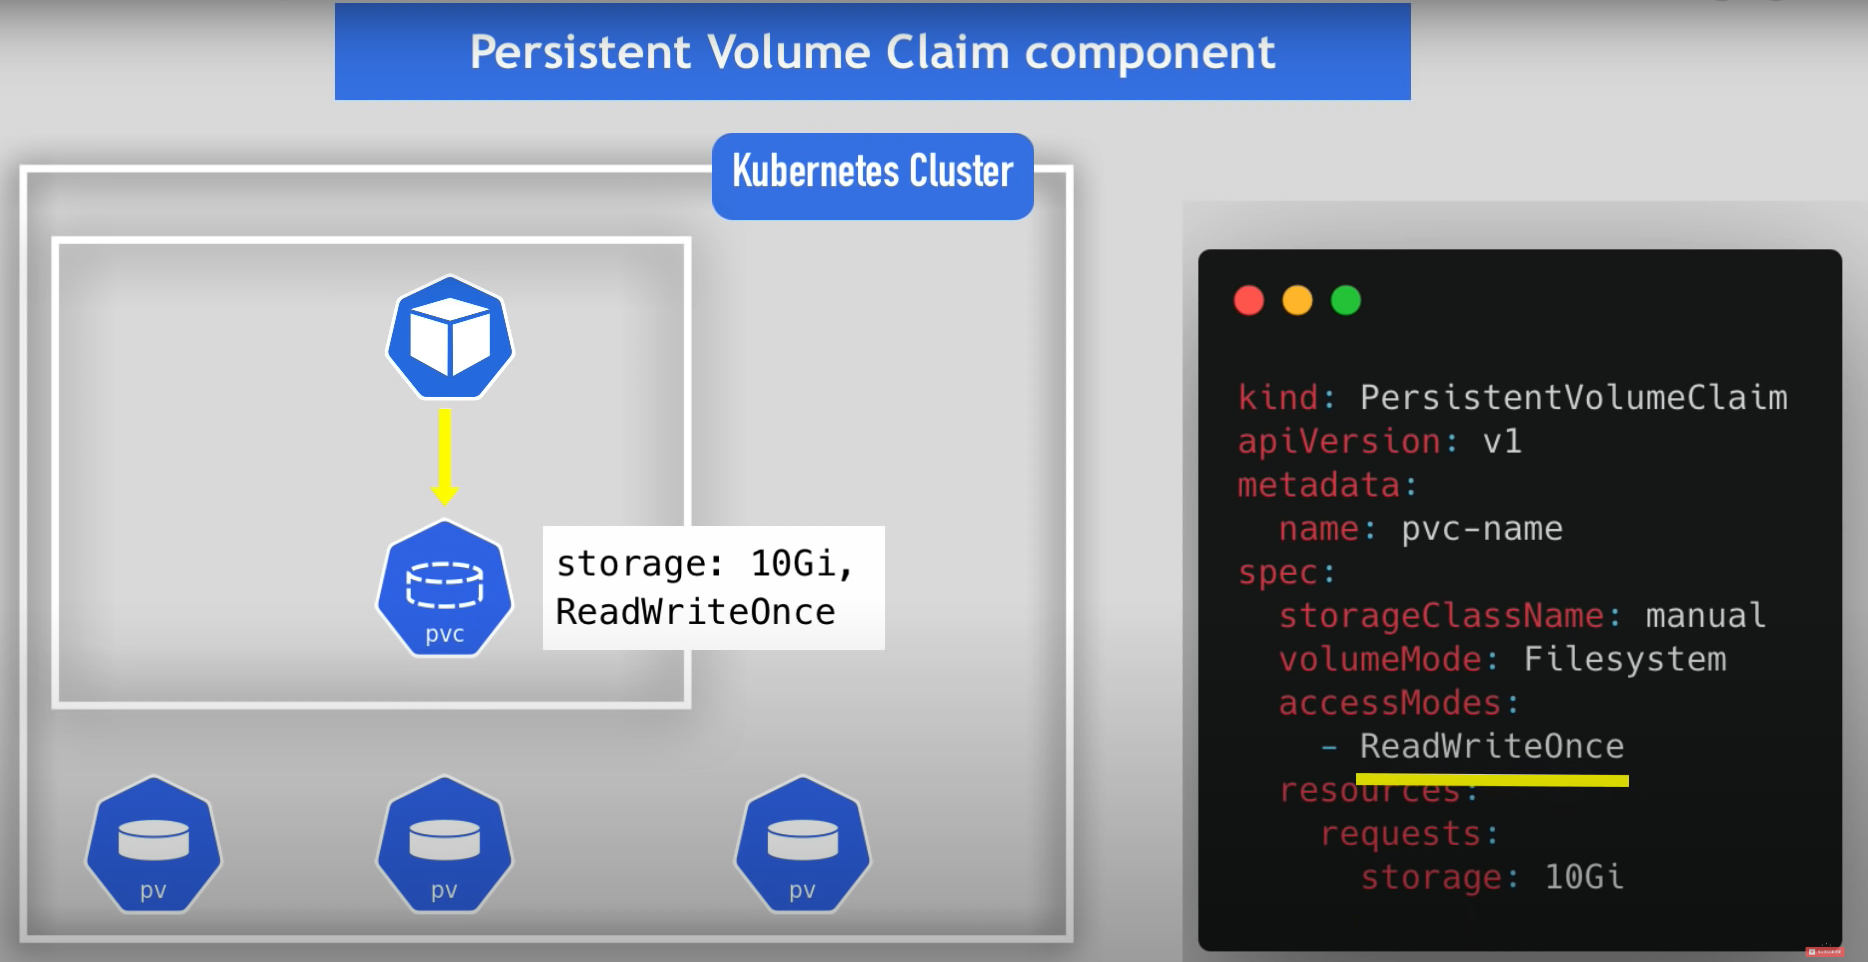 Persistent Volume Claim component
Kubernetes Cluster
storage: 10Gi,
ReadWriteOnce
pvc
pv
pv
pv
kind: PersistentVolumeClaim
apiVersion: v1
metadata:
  name: pvc-name
spec:
  storageClassName: manual
  volumeMode: Filesystem
  accessModes:
    - ReadWriteOnce
  resources:
    requests:
      storage: 10Gi